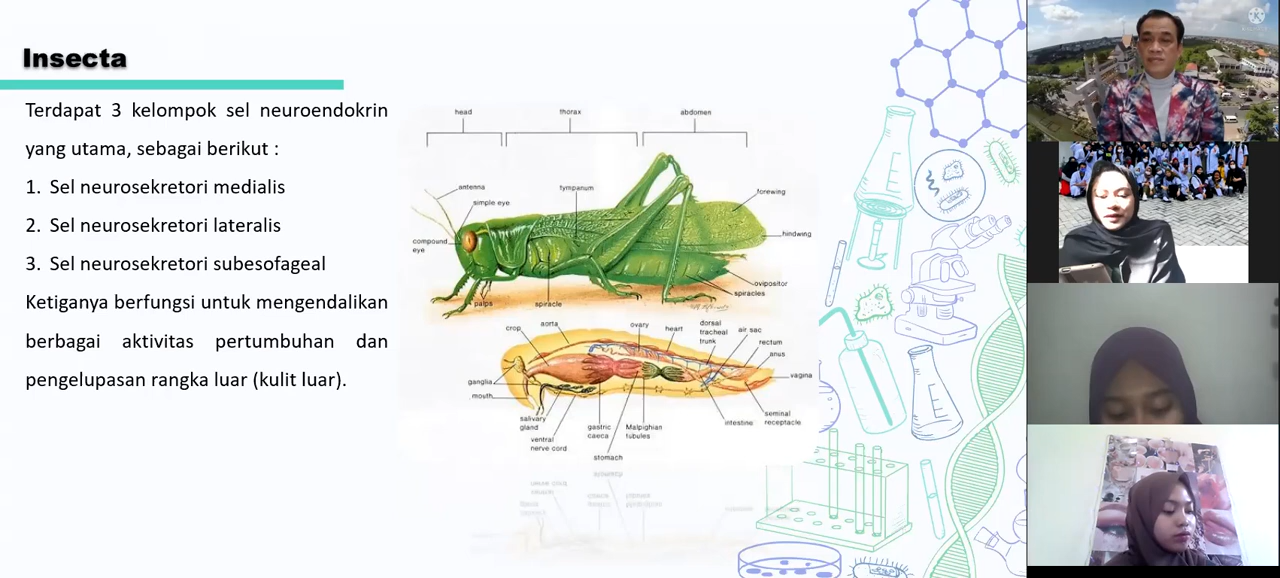 Insecta
Terdapat 3 kelompok sel neuroendokrin
yang utama, sebagai berikut :
1. Sel neurosekretori medialis
2. Sel neurosekretori lateralis
3. Sel neurosekretori subesofageal
Ketiganya berfungsi untuk mengendalikan
berbagai aktivitas pertumbuhan dan
pengelupasan rangka luar (kulit luar).
head
thorax
abdomen
antenna
tympanum
forewing
simple eye
compound
eye
hindwing
ovipositor
spiracles
palps
spiracle
crop
aorta
ovary
heart
dorsal
tracheal
trunk
air sac
rectum
anus
vagina
ganglia
mouth
salivary
gland
ventral
nerve cord
gastric
caeca
Malpighian
tubules
stomach
intestine
seminal
receptacle